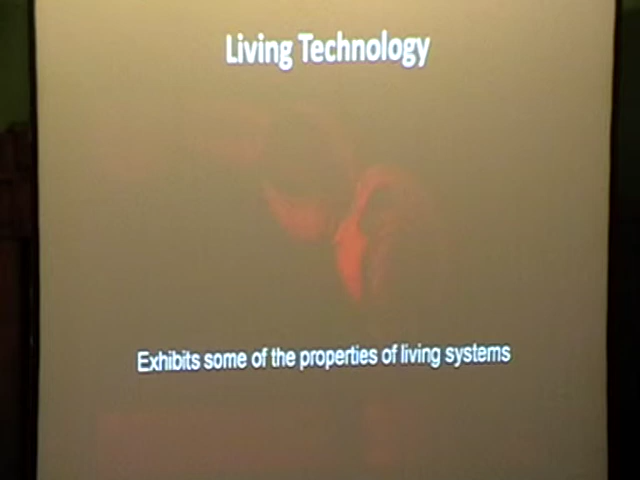 Living Technology
Exhibits some of the properties of living systems